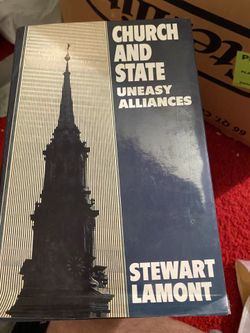 CHURCH
AND
STATE
UNEASY
ALLIANCES
STEWART
LAMONT